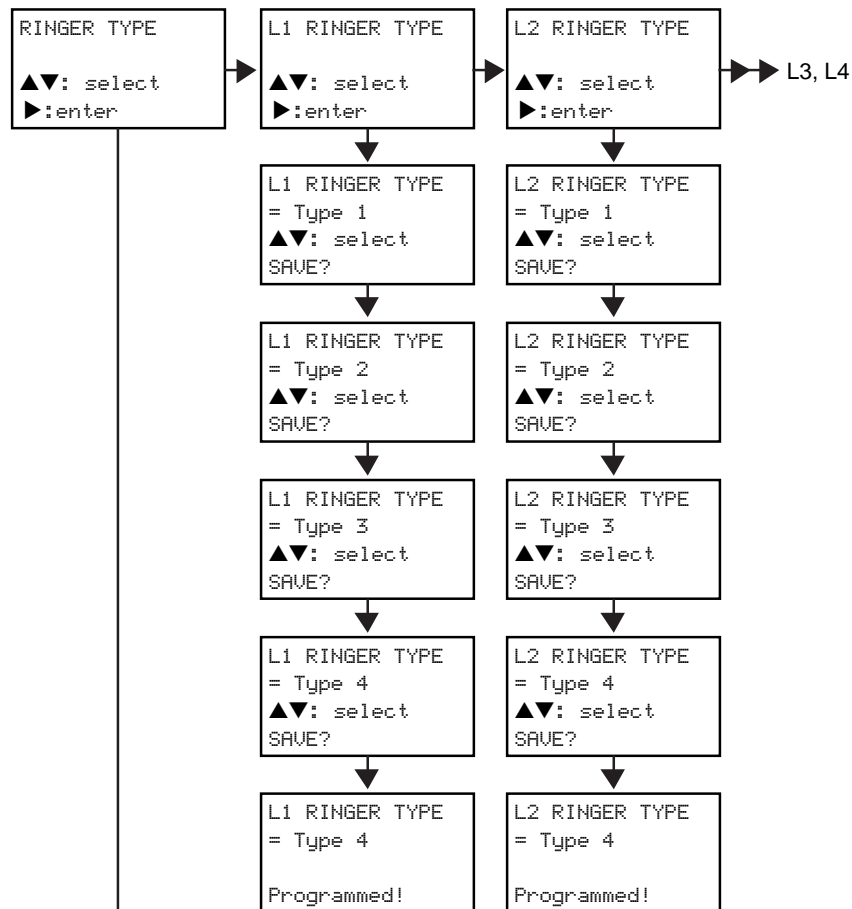 RINGER TYPE
▲▼: select
▶:enter
L1 RINGER TYPE
▲▼: select
▶:enter
L2 RINGER TYPE
▲▼: select
▶:enter
L3, L4
L1 RINGER TYPE
= Type 1
▲▼: select
SAVE?
L2 RINGER TYPE
= Type 1
▲▼: select
SAVE?
L1 RINGER TYPE
= Type 2
▲▼: select
SAVE?
L2 RINGER TYPE
= Type 2
▲▼: select
SAVE?
L1 RINGER TYPE
= Type 3
▲▼: select
SAVE?
L2 RINGER TYPE
= Type 3
▲▼: select
SAVE?
L1 RINGER TYPE
= Type 4
▲▼: select
SAVE?
L2 RINGER TYPE
= Type 4
▲▼: select
SAVE?
L1 RINGER TYPE
= Type 4
Programmed!
L2 RINGER TYPE
= Type 4
Programmed!